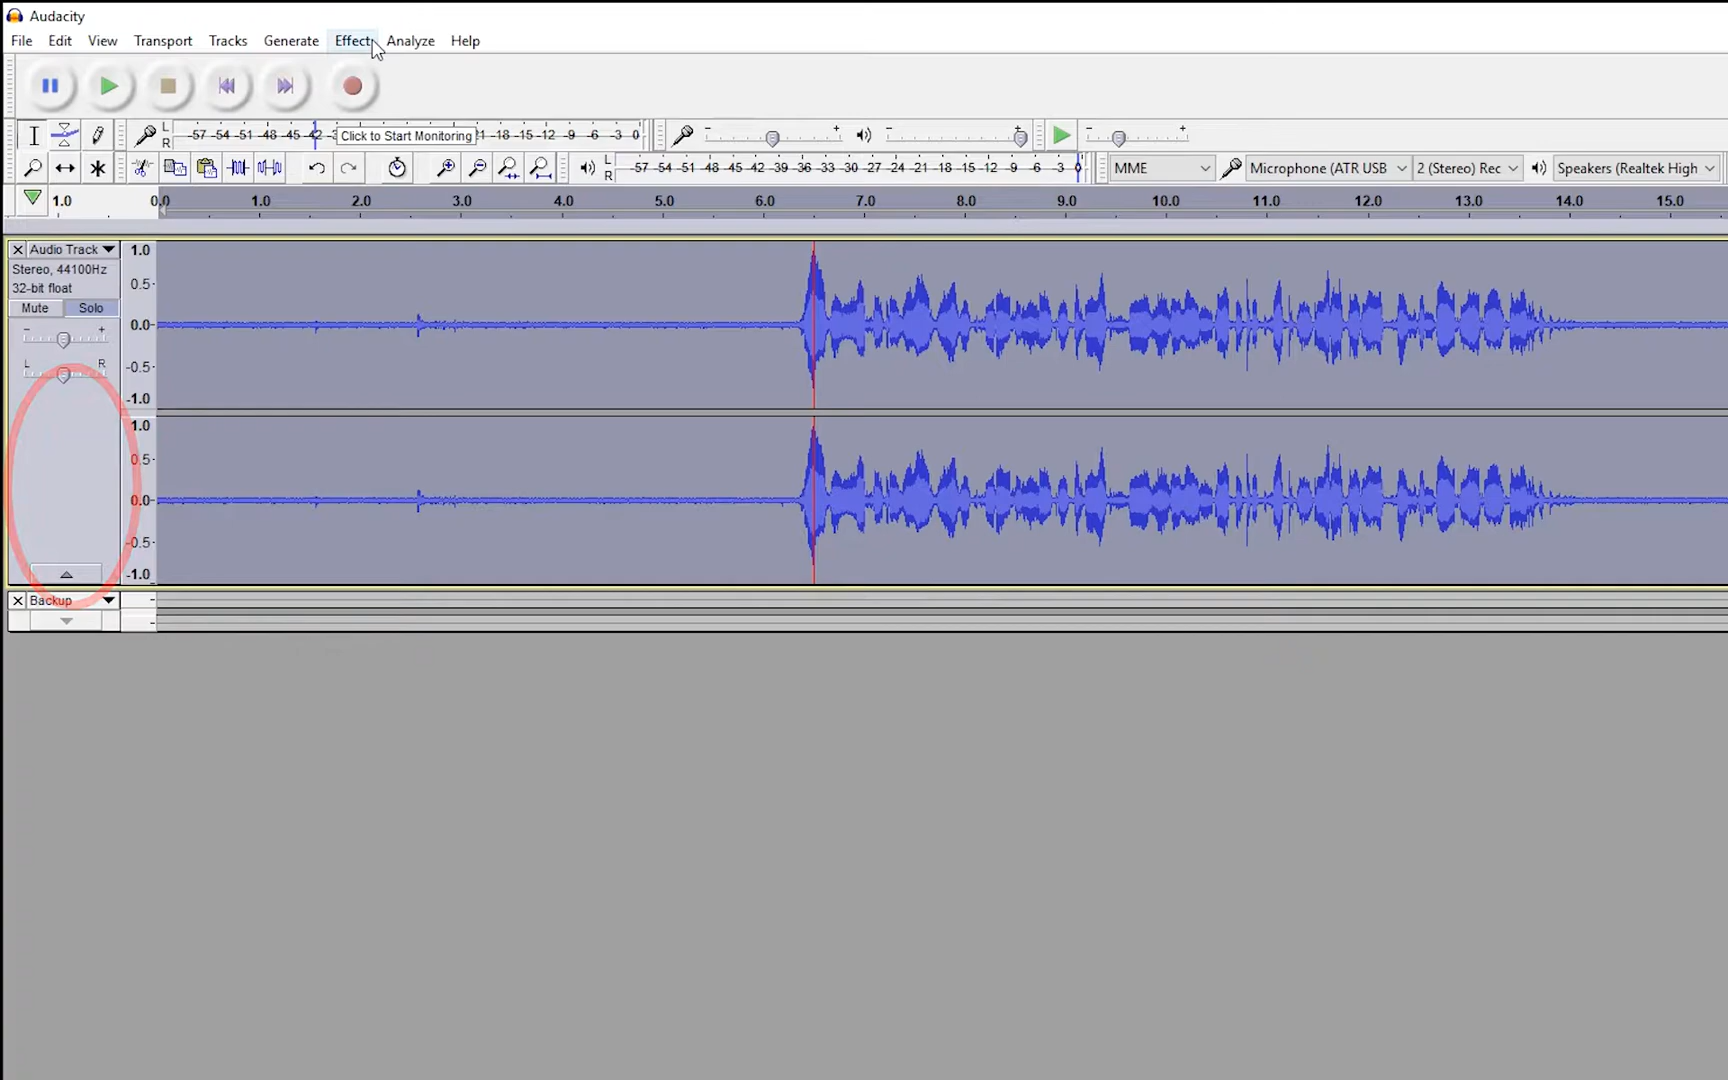 Audacity
File Edit View Transport Tracks Generate Effect Analyze Help
L
R
-57 -54 -51 -48 -45 -42 -3
Click to Start Monitoring
21 -18 -15 -12 -9 -6 -3 0
- +
- +
- +
L
R
-57 -54 -51 -48 -45 -42 -39 -36 -33 -30 -27 -24 -21 -18 -15 -12 -9 -6 -3 0
MME
Microphone (ATR USB
2 (Stereo) Rec
Speakers (Realtek High
1.0 0.0 1.0 2.0 3.0 4.0 5.0 6.0 7.0 8.0 9.0 10.0 11.0 12.0 13.0 14.0 15.0
X Audio Track
Stereo, 44100Hz
32-bit float
Mute Solo
- +
L R
1.0
0.5
0.0
-0.5
-1.0
1.0
0.5
0.0
-0.5
-1.0
X Backup